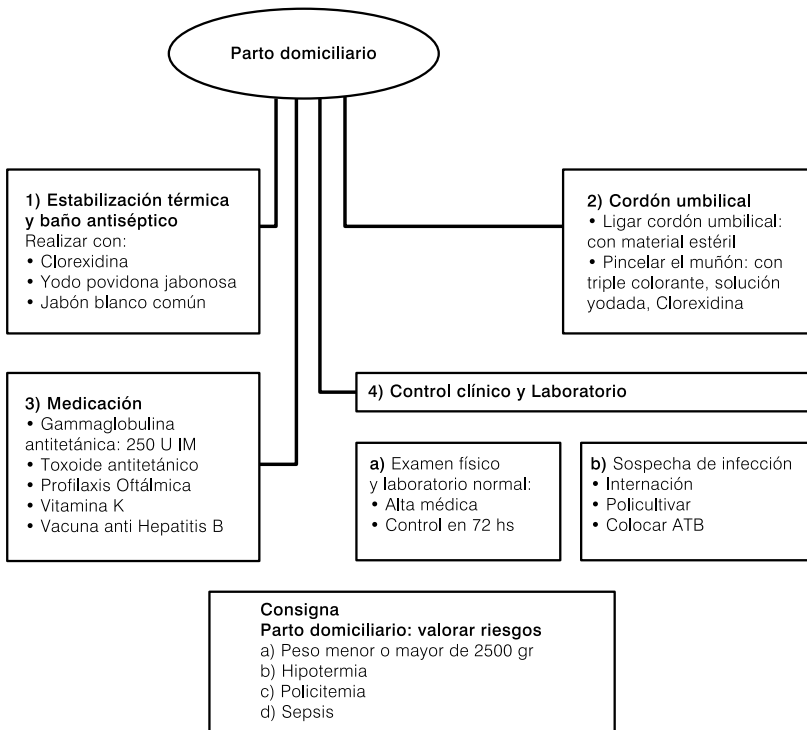 Parto domiciliario
1) Estabilización térmica
y baño antiséptico
Realizar con:
• Clorexidina
• Yodo povidona jabonosa
• Jabón blanco común
2) Cordón umbilical
• Ligar cordón umbilical:
con material estéril
• Pincelar el muñón: con
triple colorante, solución
yodada, Clorexidina
3) Medicación
• Gammaglobulina
antitetánica: 250 U IM
• Toxoide antitetánico
• Profilaxis Oftálmica
• Vitamina K
• Vacuna anti Hepatitis B
4) Control clínico y Laboratorio
a) Examen físico
y laboratorio normal:
• Alta médica
• Control en 72 hs
b) Sospecha de infección
• Internación
• Policultivar
• Colocar ATB
Consigna
Parto domiciliario: valorar riesgos
a) Peso menor o mayor de 2500 gr
b) Hipotermia
c) Policitemia
d) Sepsis